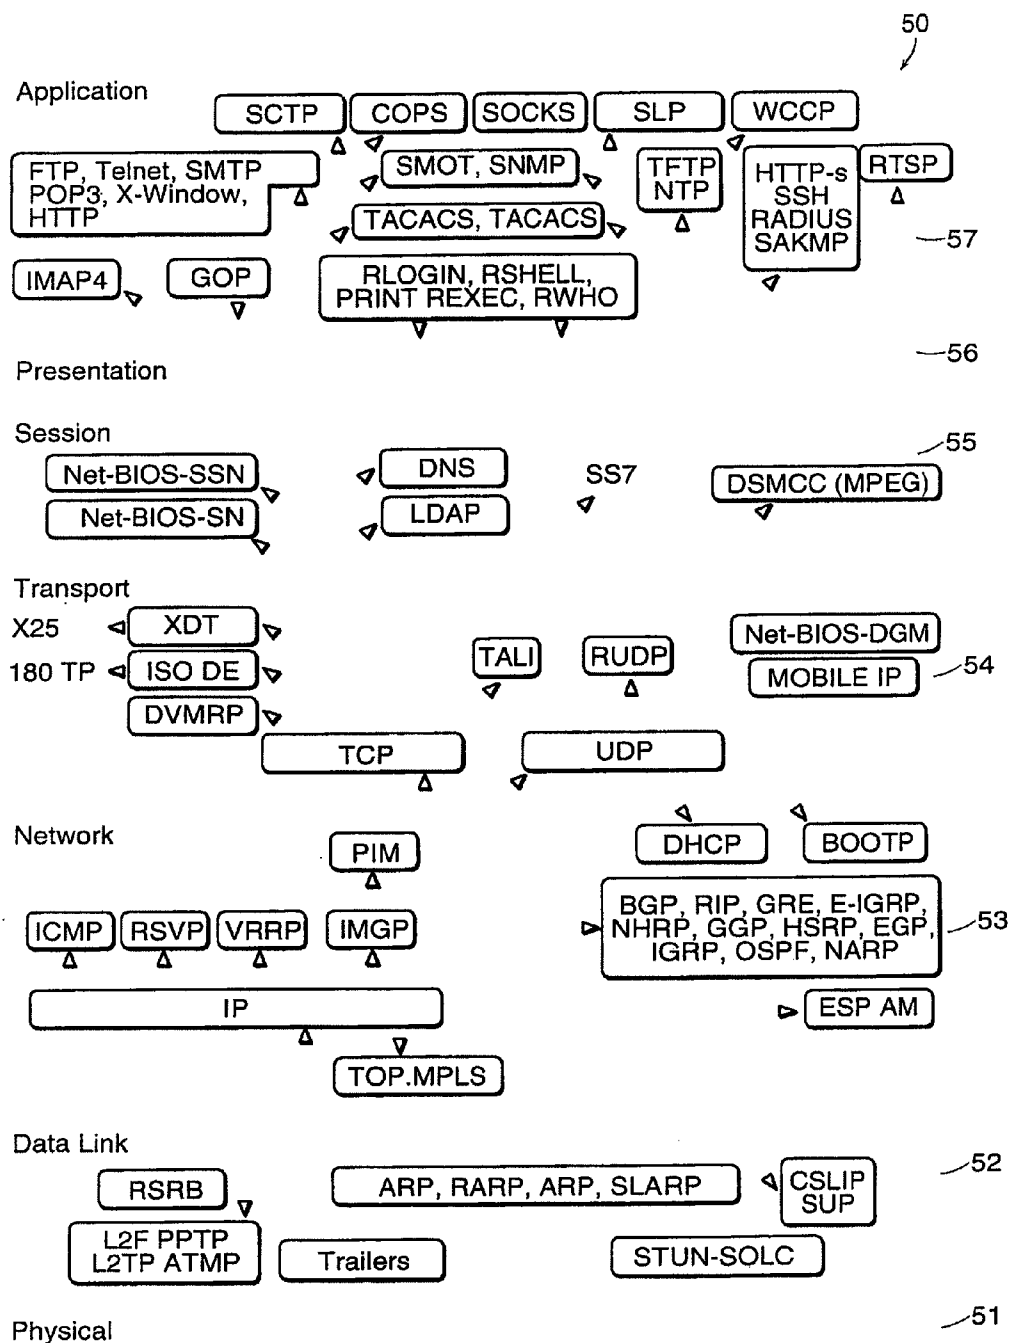 50
Application
SCTP
COPS
SOCKS
SLP
WCCP
FTP, Telnet, SMTP
POP3, X-Window,
HTTP
SMOT, SNMP
TFTP
NTP
HTTP-s
SSH
RADIUS
SAKMP
RTSP
TACACS, TACACS
57
IMAP4
GOP
RLOGIN, RSHELL,
PRINT REXEC, RWHO
56
Presentation
Session
55
Net-BIOS-SSN
DNS
SS7
DSMCC (MPEG)
Net-BIOS-SN
LDAP
Transport
X25
XDT
Net-BIOS-DGM
180 TP
ISO DE
TALI
RUDP
MOBILE IP
54
DVMRP
TCP
UDP
Network
PIM
DHCP
BOOTP
ICMP
RSVP
VRRP
IMGP
BGP, RIP, GRE, E-IGRP,
NHRP, GGP, HSRP, EGP,
IGRP, OSPF, NARP
53
IP
ESP AM
TOP.MPLS
Data Link
52
RSRB
ARP, RARP, ARP, SLARP
CSLIP
SUP
L2F PPTP
L2TP ATMP
Trailers
STUN-SOLC
51
Physical